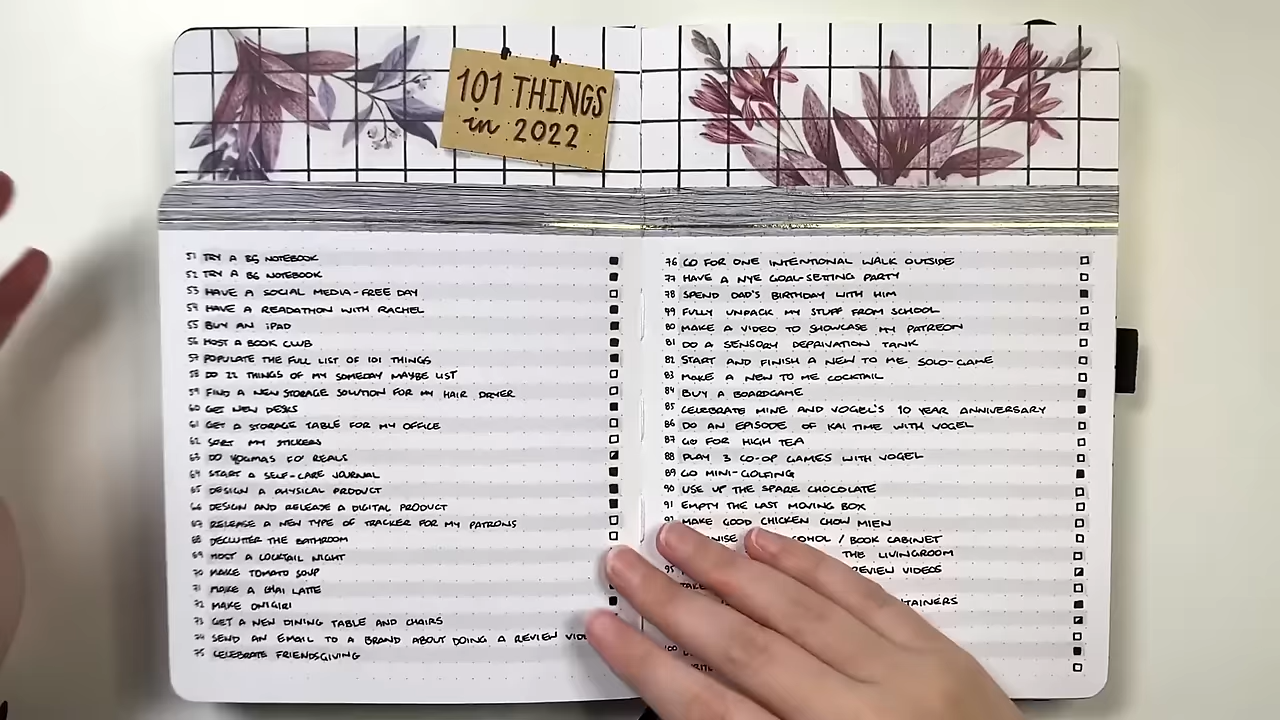 101 THINGS
in 2022
51 TRY A B5 NOTEBOOK
52 TRY A B6 NOTEBOOK
53 HAVE A SOCIAL MEDIA-FREE DAY
54 HAVE A READATHON WITH RACHEL
55 BUY AN iPAD
56 HOST A BOOK CLUB
57 POPULATE THE FULL LIST OF 101 THINGS
58 DO 22 THINGS OF MY SOMEDAY MAYBE LIST
59 FIND A NEW STORAGE SOLUTION FOR MY HAIR DRYER
60 GET NEW DESKS
61 GET A STORAGE TABLE FOR MY OFFICE
62 SORT MY STICKERS
63 DO VOGMAS FO' REALS
64 START A SELF-CARE JOURNAL
65 DESIGN A PHYSICAL PRODUCT
66 DESIGN AND RELEASE A DIGITAL PRODUCT
67 RELEASE A NEW TYPE OF TRACKER FOR MY PATRONS
68 DECLUTTER THE BATHROOM
69 HOST A COCKTAIL NIGHT
70 MAKE TOMATO SOUP
71 MAKE A CHAI LATTE
72 MAKE ONIGIRI
73 GET A NEW DINING TABLE AND CHAIRS
74 SEND AN EMAIL TO A BRAND ABOUT DOING A REVIEW
75 CELEBRATE FRIENDSGIVING
76 GO FOR ONE INTENTIONAL WALK OUTSIDE
77 HAVE A NYE GOAL-SETTING PARTY
78 SPEND DAD'S BIRTHDAY WITH HIM
79 FULLY UNPACK MY STUFF FROM SCHOOL
80 MAKE A VIDEO TO SHOWCASE MY PATREON
81 DO A SENSORY DEPRIVATION TANK
82 START AND FINISH A NEW TO ME SOLO-GAME
83 MAKE A NEW TO ME COCKTAIL
84 BUY A BOARDGAME
85 CELEBRATE MINE AND VOGEL'S 10 YEAR ANNIVERSARY
86 DO AN EPISODE OF KAI TIME WITH VOGEL
87 GO FOR HIGH TEA
88 PLAY 3 CO-OP GAMES WITH VOGEL
89 GO MINI-GOLFING
90 USE UP THE SPARE CHOCOLATE
91 EMPTY THE LAST MOVING BOX
MAKE GOOD CHICKEN CHOW MIEN
/ BOOK CABINET
THE LIVINGROOM
95 REVIEW VIDEOS
100